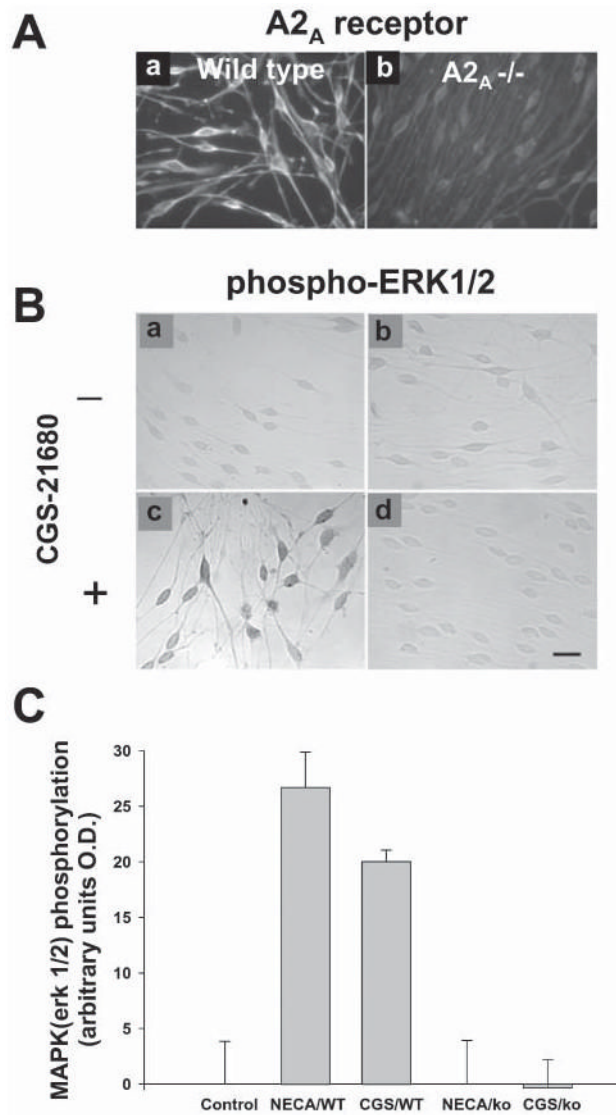 A
A2A receptor
a
Wild type
b
A2A -/-
phospho-ERK1/2
B
a
b
CGS-21680
–
c
d
+
C
MAPK(erk 1/2) phosphorylation
(arbitrary units O.D.)
30
25
20
15
10
5
0
Control NECA/WT CGS/WT NECA/ko CGS/ko